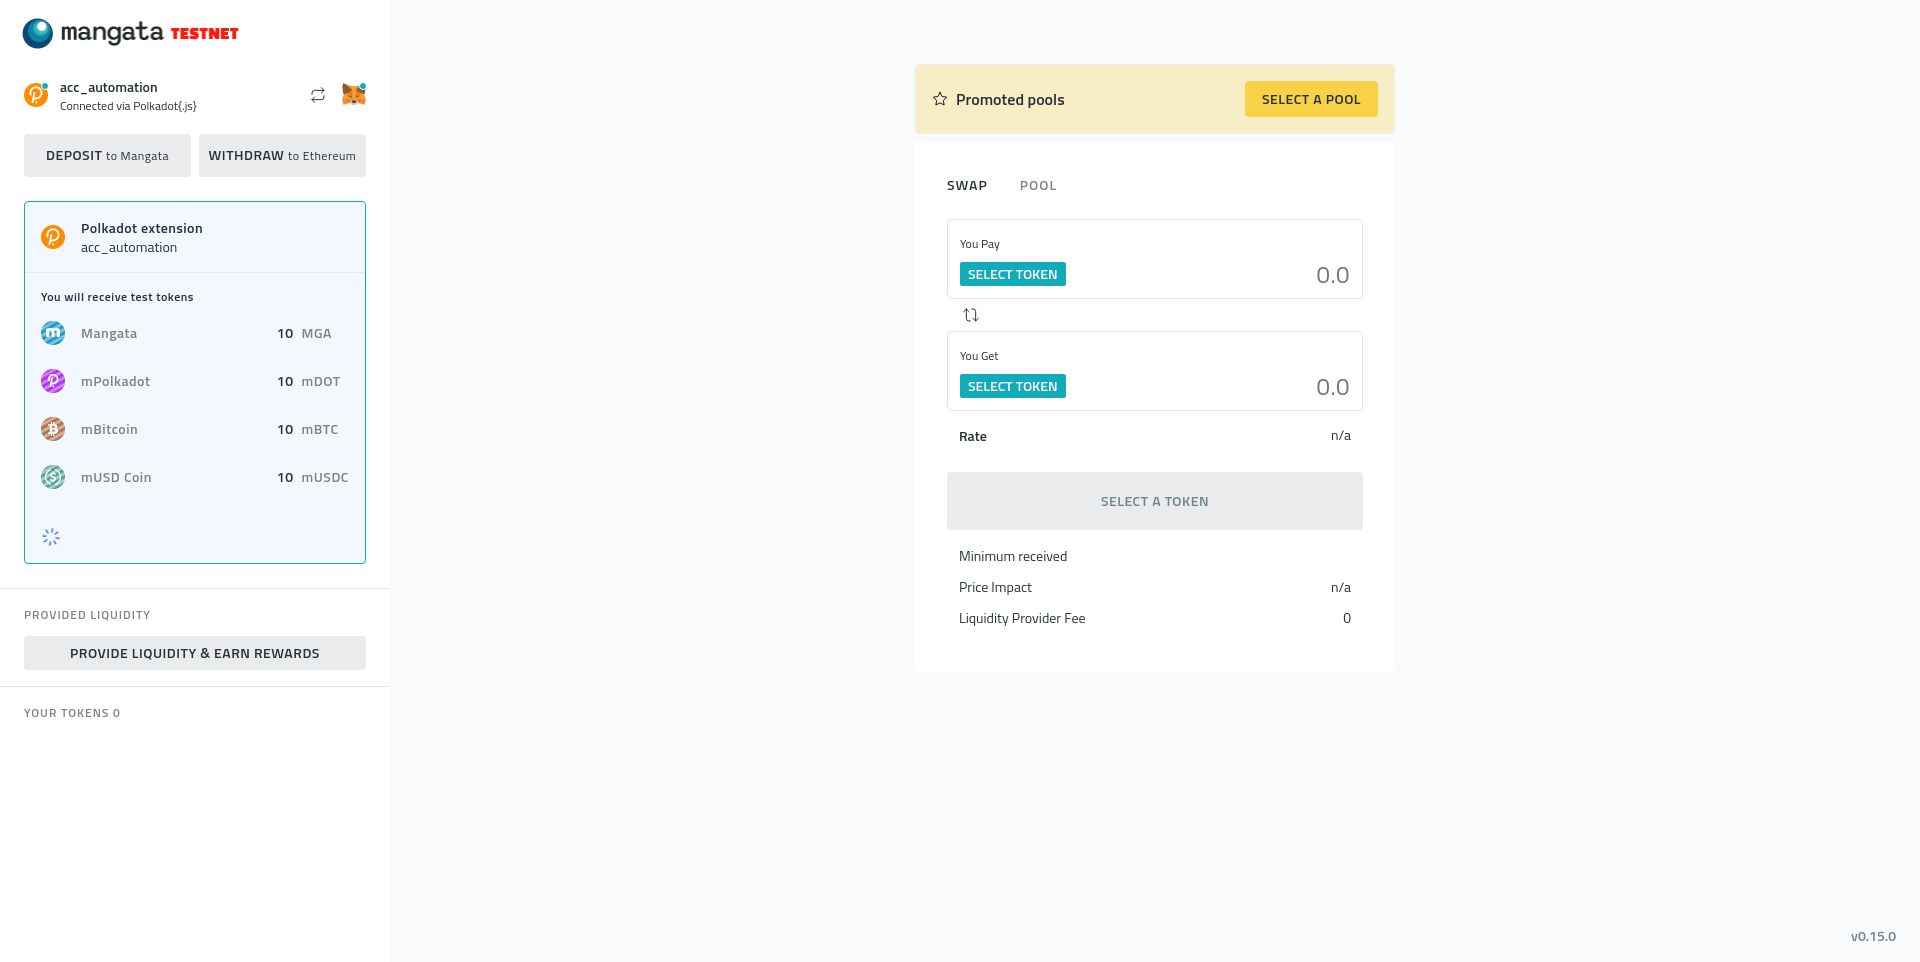 mangata TESTNET
acc_automation
Connected via Polkadot{.js}
DEPOSIT to Mangata
WITHDRAW to Ethereum
Polkadot extension
acc_automation
You will receive test tokens
Mangata 10 MGA
mPolkadot 10 mDOT
mBitcoin 10 mBTC
mUSD Coin 10 mUSDC
PROVIDED LIQUIDITY
PROVIDE LIQUIDITY & EARN REWARDS
YOUR TOKENS 0
Promoted pools
SELECT A POOL
SWAP POOL
You Pay
SELECT TOKEN 0.0
You Get
SELECT TOKEN 0.0
Rate n/a
SELECT A TOKEN
Minimum received
Price Impact n/a
Liquidity Provider Fee 0
v0.15.0